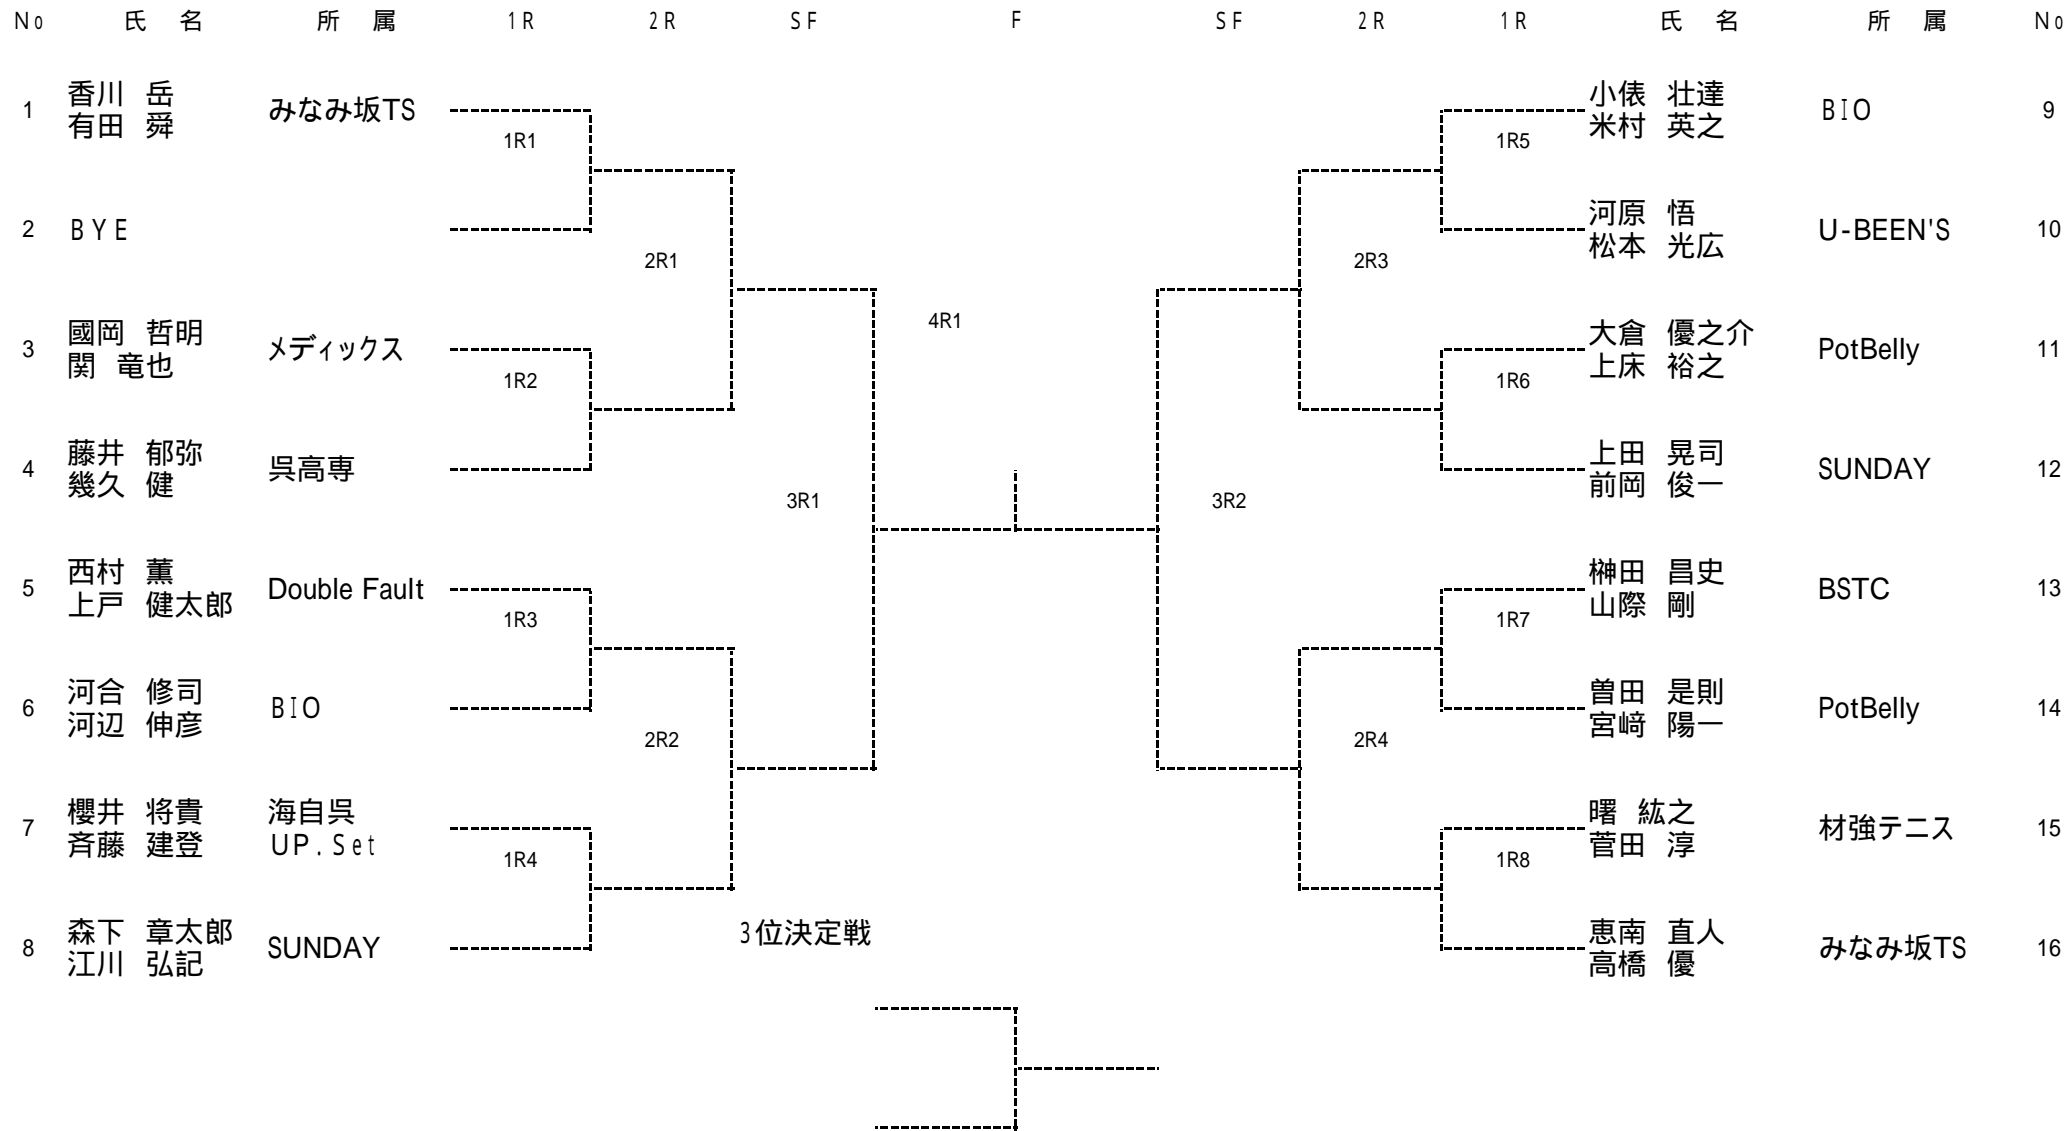 No 氏 名 所 属 1R 2R SF F SF 2R 1R 氏 名 所 属 No
1 香川 岳 有田 舜 みなみ坂TS
1R1
2 BYE
2R1
3 國岡 哲明 関 竜也 メディックス
1R2
4 藤井 郁弥 幾久 健 呉高専
3R1
5 西村 薫 上戸 健太郎 Double Fault
1R3
6 河合 修司 河辺 伸彦 BIO
2R2
7 櫻井 将貴 斉藤 建登 海自呉 UP.Set
1R4
8 森下 章太郎 江川 弘記 SUNDAY
4R1
3位決定戦
小俵 壮達 米村 英之 BIO 9
1R5
河原 悟 松本 光広 U-BEEN'S 10
2R3
大倉 優之介 上床 裕之 PotBelly 11
1R6
上田 晃司 前岡 俊一 SUNDAY 12
3R2
榊田 昌史 山際 剛 BSTC 13
1R7
曽田 是則 宮﨑 陽一 PotBelly 14
2R4
曙 紘之 菅田 淳 材強テニス 15
1R8
恵南 直人 高橋 優 みなみ坂TS 16